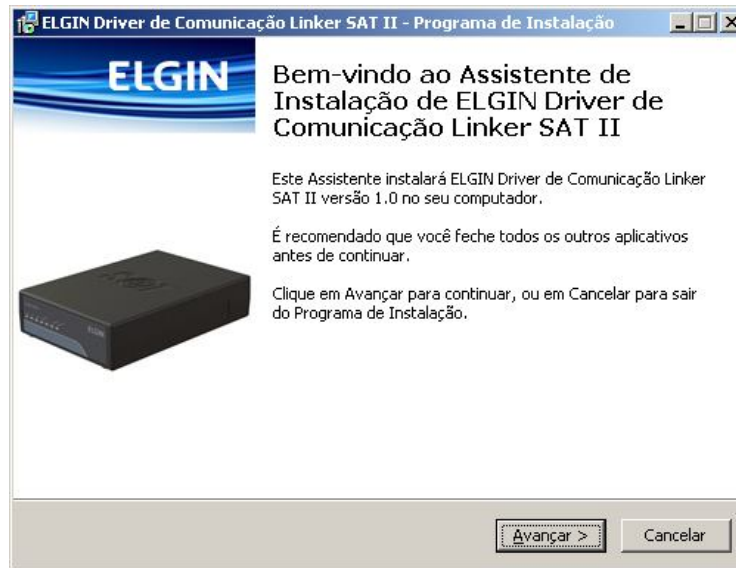 ELGIN Driver de Comunicação Linker SAT II - Programa de Instalação
ELGIN
Bem-vindo ao Assistente de
Instalação de ELGIN Driver de
Comunicação Linker SAT II
Este Assistente instalará ELGIN Driver de Comunicação Linker
SAT II versão 1.0 no seu computador.
É recomendado que você feche todos os outros aplicativos
antes de continuar.
Clique em Avançar para continuar, ou em Cancelar para sair
do Programa de Instalação.
Avançar >
Cancelar